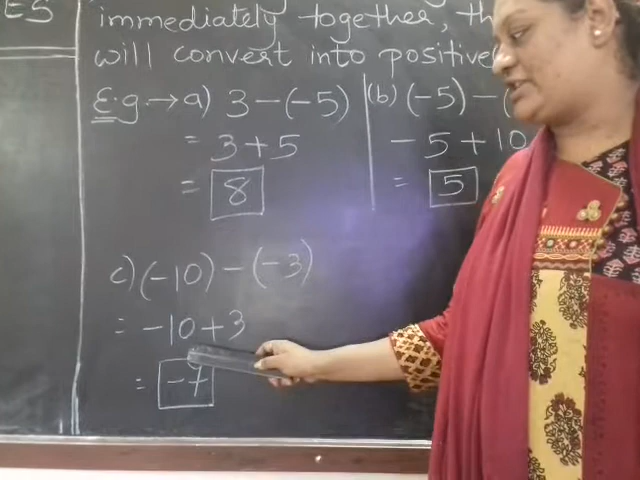 ES
immediately together, th
will convert into positive
E.g.→ a) 3-(-5)
= 3+5
= 8
(b) (-5)-(
-5+10
= 5
c) (-10)-(-3)
= -10+3
= -7